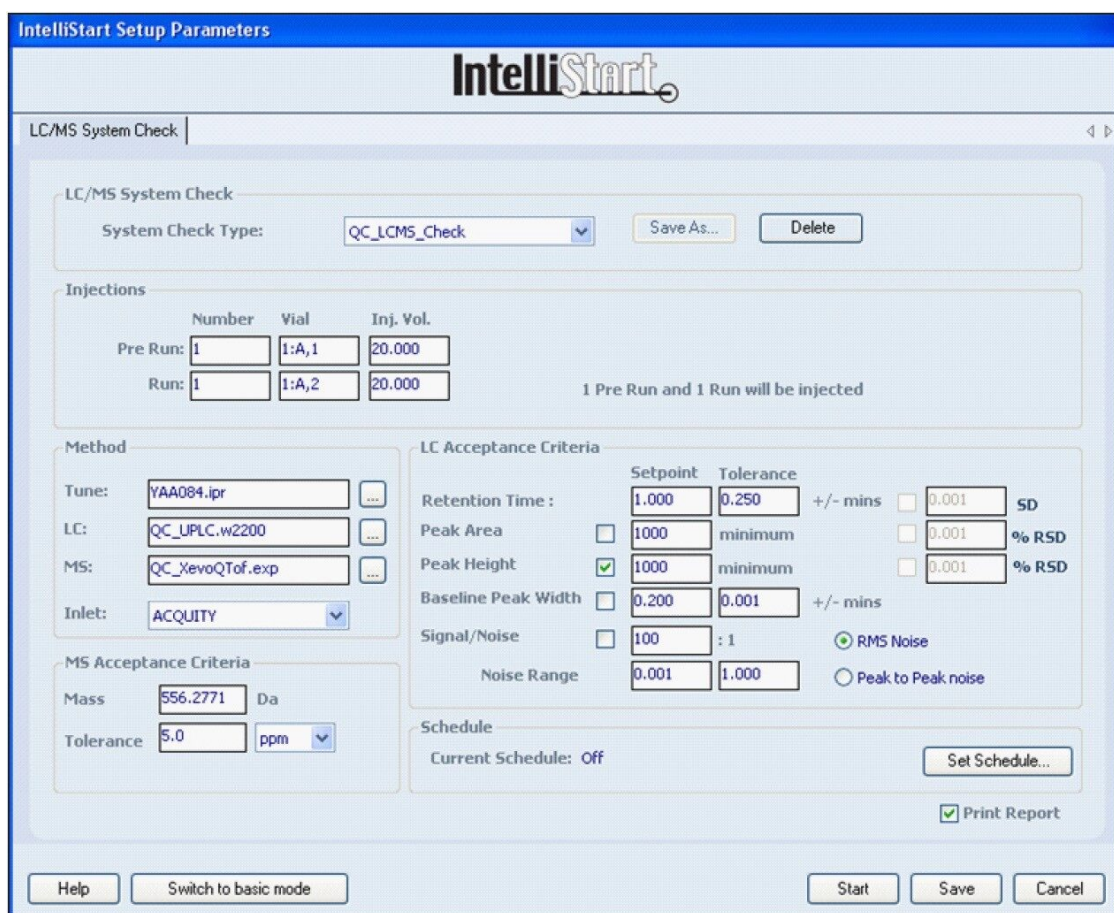 IntelliStart Setup Parameters
IntelliStart
LC/MS System Check
LC/MS System Check
System Check Type: QC_LCMS_Check Save As... Delete
Injections
Number Vial Inj. Vol.
Pre Run: 1 1:A,1 20.000
Run: 1 1:A,2 20.000 1 Pre Run and 1 Run will be injected
Method
Tune: YAA084.ipr ...
LC: QC_UPLC.w2200 ...
MS: QC_XevoQTof.exp ...
Inlet: ACQUITY
LC Acceptance Criteria
Setpoint Tolerance
Retention Time : 1.000 0.250 +/- mins 0.001 SD
Peak Area 1000 minimum 0.001 % RSD
Peak Height 1000 minimum 0.001 % RSD
Baseline Peak Width 0.200 0.001 +/- mins
Signal/Noise 100 : 1 RMS Noise
Noise Range 0.001 1.000 Peak to Peak noise
MS Acceptance Criteria
Mass 556.2771 Da
Tolerance 5.0 ppm
Schedule
Current Schedule: Off Set Schedule...
Print Report
Help Switch to basic mode Start Save Cancel